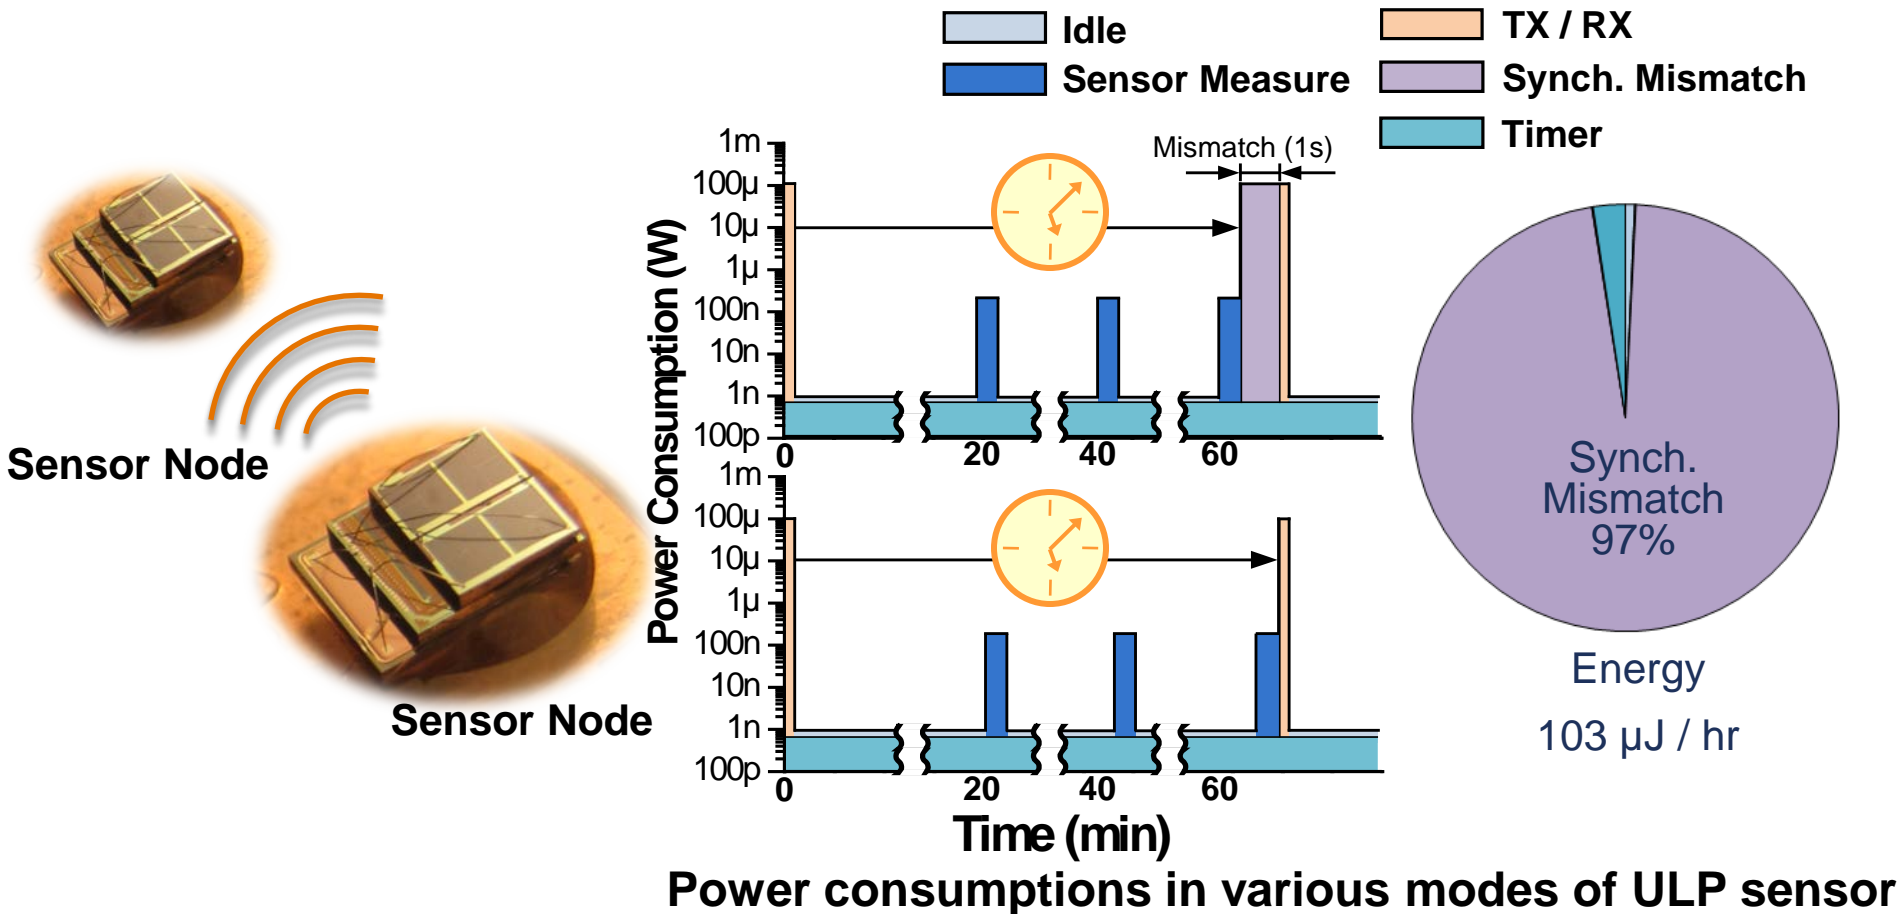 Idle
Sensor Measure
TX / RX
Synch. Mismatch
Timer
Sensor Node
Sensor Node
Power Consumption (W)
Mismatch (1s)
1m
100µ
10µ
1µ
100n
10n
1n
100p
0
20
40
60
1m
100µ
10µ
1µ
100n
10n
1n
100p
0
20
40
60
Time (min)
Synch.
Mismatch
97%
Energy
103 µJ / hr
Power consumptions in various modes of ULP sensor